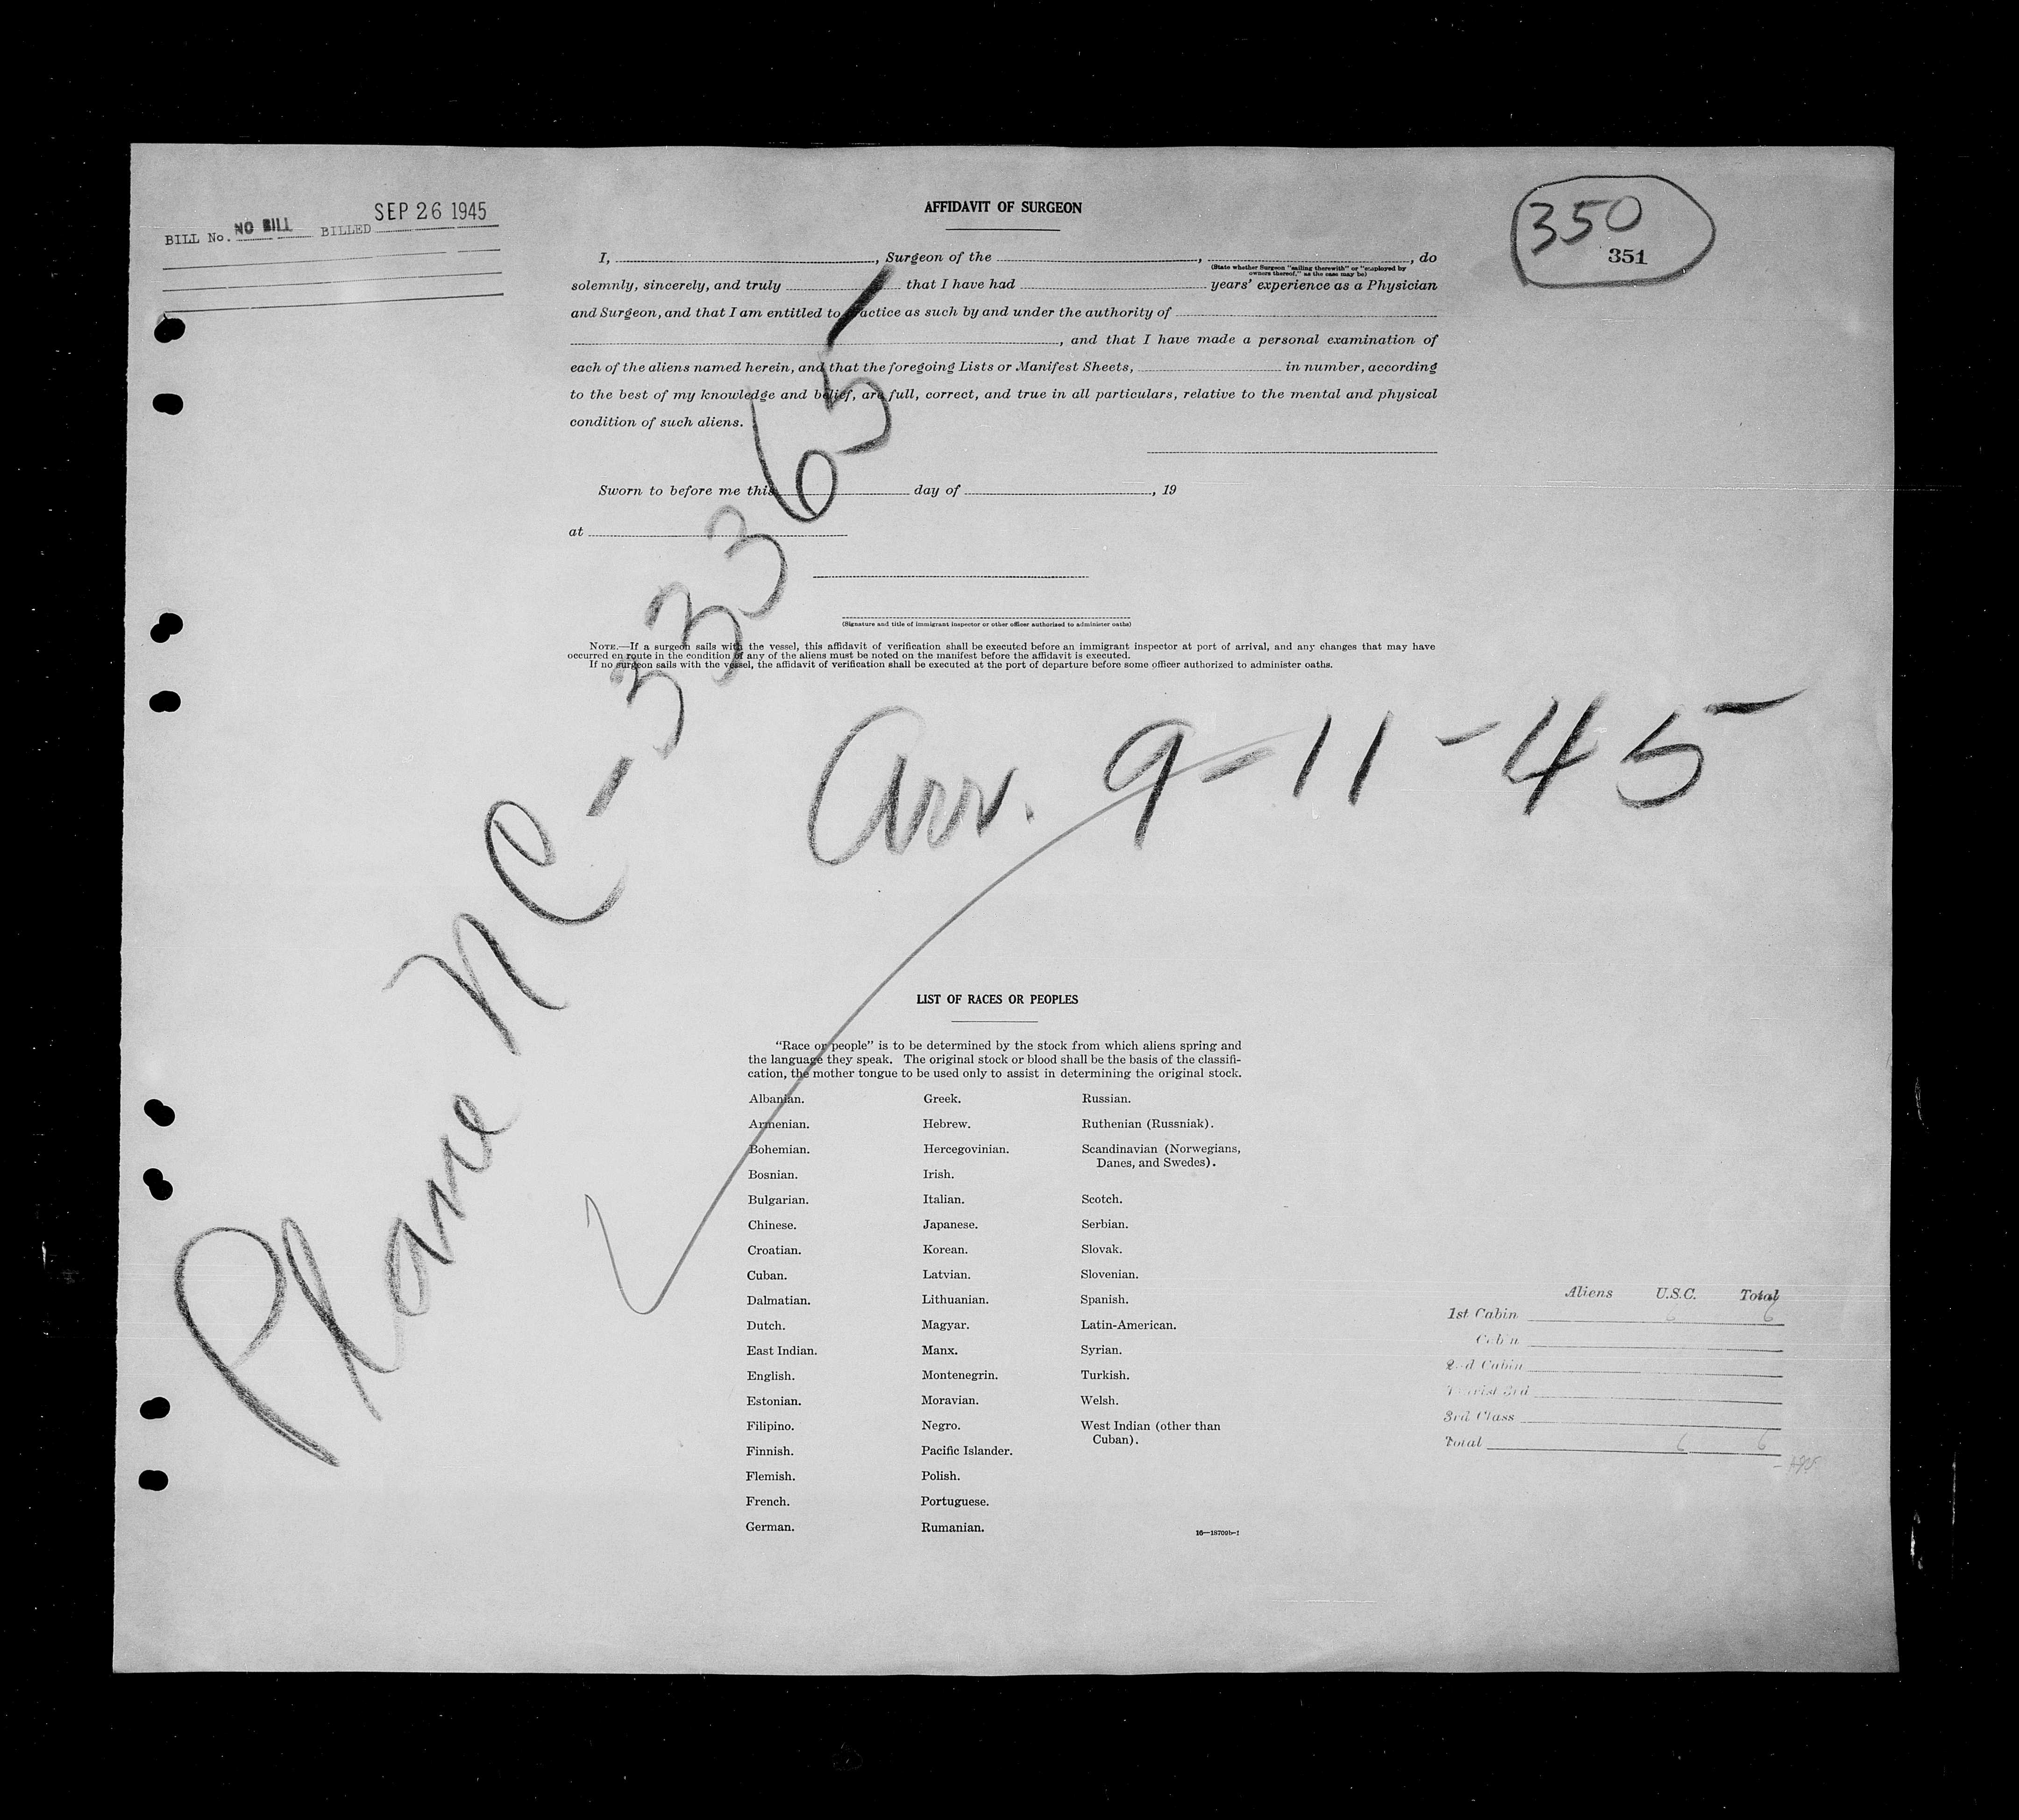 SEP 26 1945
BILL No. NO BILL BILLED
350
351
AFFIDAVIT OF SURGEON
I, , Surgeon of the , , do
(State whether Surgeon "sailing therewith" or "employed by
owners thereof," as the case may be)
solemnly, sincerely, and truly that I have had years' experience as a Physician
and Surgeon, and that I am entitled to practice as such by and under the authority of
, and that I have made a personal examination of
each of the aliens named herein, and that the foregoing Lists or Manifest Sheets, in number, according
to the best of my knowledge and belief, are full, correct, and true in all particulars, relative to the mental and physical
condition of such aliens.
Sworn to before me this day of , 19
at
(Signature and title of immigrant inspector or other officer authorized to administer oaths)
NOTE.—If a surgeon sails with the vessel, this affidavit of verification shall be executed before an immigrant inspector at port of arrival, and any changes that may have
occurred en route in the condition of any of the aliens must be noted on the manifest before the affidavit is executed.
If no surgeon sails with the vessel, the affidavit of verification shall be executed at the port of departure before some officer authorized to administer oaths.
Plane NC-33365
Arr. 9-11-45
LIST OF RACES OR PEOPLES
"Race or people" is to be determined by the stock from which aliens spring and
the language they speak. The original stock or blood shall be the basis of the classifi-
cation, the mother tongue to be used only to assist in determining the original stock.
Albanian.
Armenian.
Bohemian.
Bosnian.
Bulgarian.
Chinese.
Croatian.
Cuban.
Dalmatian.
Dutch.
East Indian.
English.
Estonian.
Filipino.
Finnish.
Flemish.
French.
German.
Greek.
Hebrew.
Hercegovinian.
Irish.
Italian.
Japanese.
Korean.
Latvian.
Lithuanian.
Magyar.
Manx.
Montenegrin.
Moravian.
Negro.
Pacific Islander.
Polish.
Portuguese.
Rumanian.
Russian.
Ruthenian (Russniak).
Scandinavian (Norwegians,
Danes, and Swedes).
Scotch.
Serbian.
Slovak.
Slovenian.
Spanish.
Latin-American.
Syrian.
Turkish.
Welsh.
West Indian (other than
Cuban).
16—18709b-1
Aliens U.S.C. Total
1st Cabin 6 6
Cabin
2nd Cabin
Tourist 3rd
3rd Class
Total 6 6